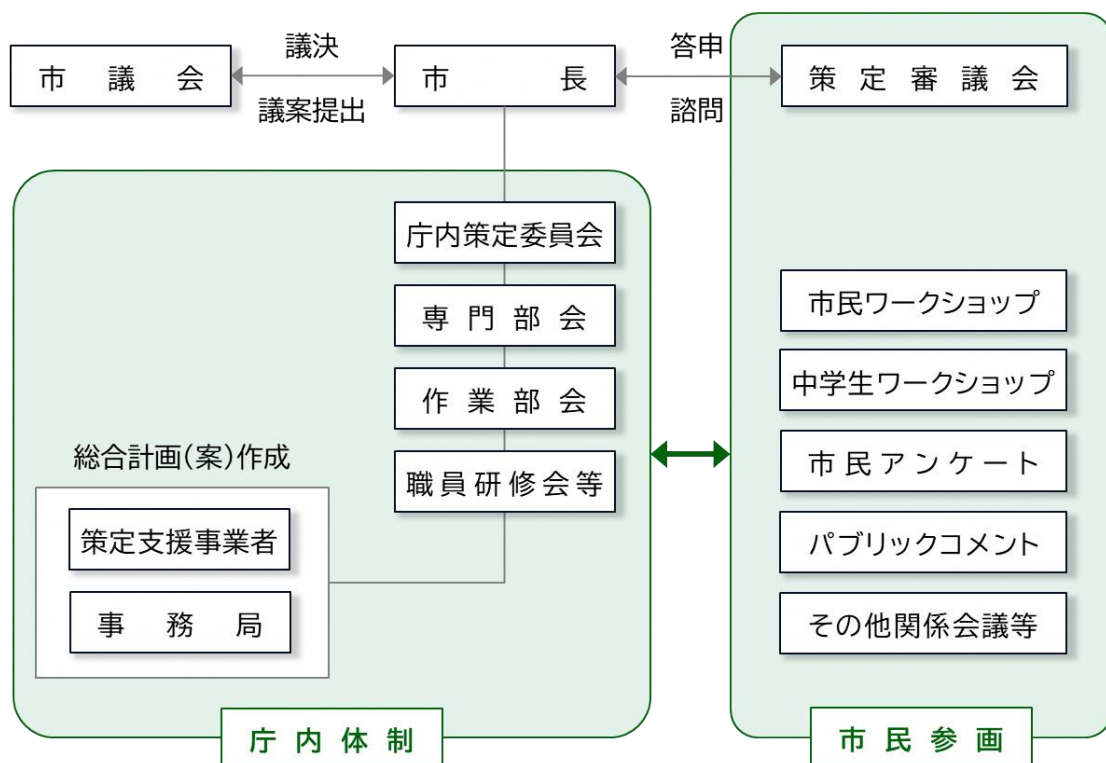 市議会
議決
議案提出
市長
答申
諮問
策定審議会
庁内策定委員会
専門部会
作業部会
職員研修会等
総合計画(案)作成
策定支援事業者
事務局
庁内体制
市民ワークショップ
中学生ワークショップ
市民アンケート
パブリックコメント
その他関係会議等
市民参画